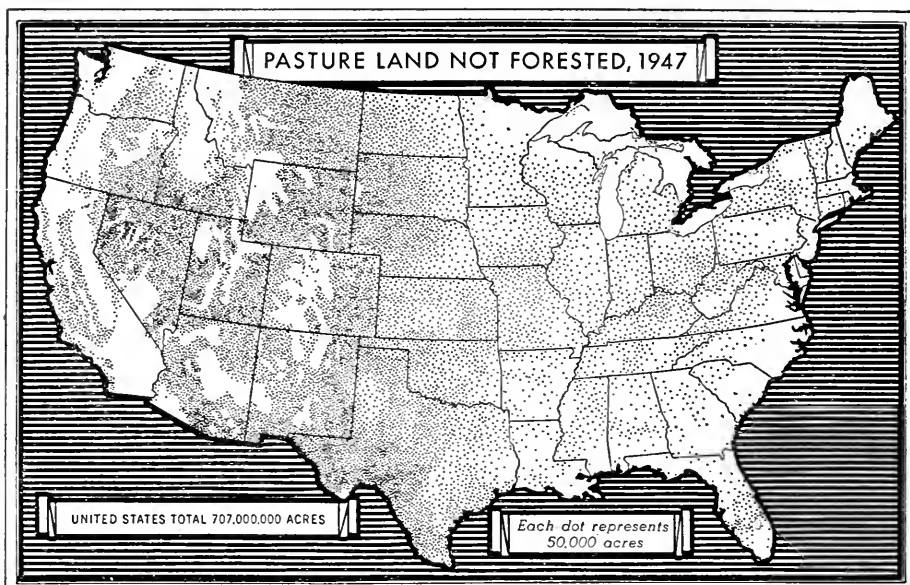 PASTURE LAND NOT FORESTED, 1947
UNITED STATES TOTAL 707,000,000 ACRES
Each dot represents
50,000 acres